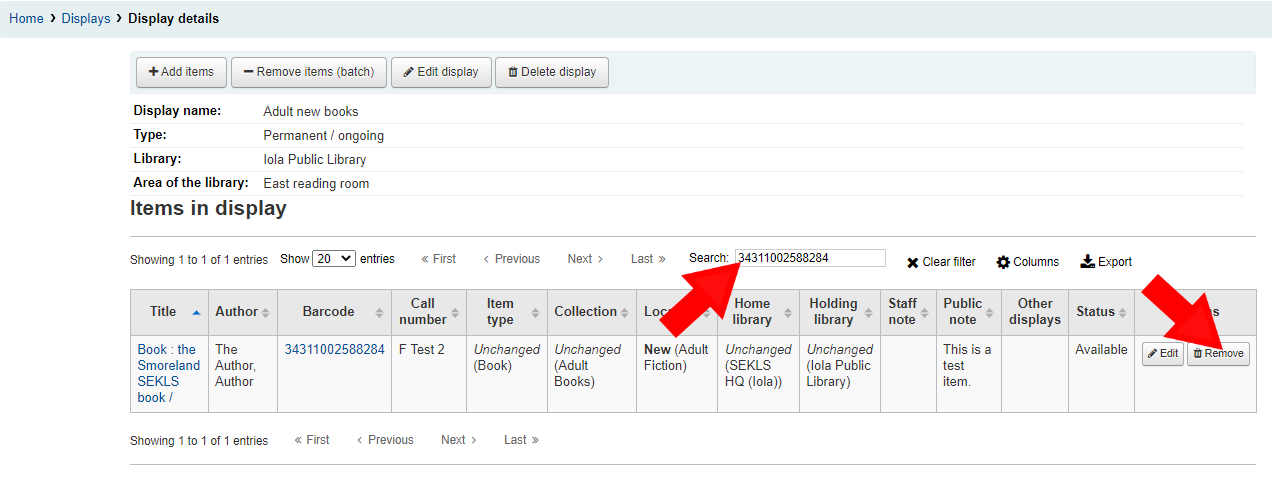 Home › Displays › Display details
Add items Remove items (batch) Edit display Delete display
Display name: Adult new books
Type: Permanent / ongoing
Library: Iola Public Library
Area of the library: East reading room
Items in display
Showing 1 to 1 of 1 entries Show 20 entries « First ‹ Previous Next › Last » Search: 34311002588284 Clear filter Columns Export
Title Author Barcode Call number Item type Collection Home library Holding library Staff note Public note Other displays Status
Book : the Smoreland SEKLS book / The Author, Author 34311002588284 F Test 2 Unchanged (Book) Unchanged (Adult Books) New (Adult Fiction) Unchanged (SEKLS HQ (Iola)) Unchanged (Iola Public Library) This is a test item. Available Edit Remove
Showing 1 to 1 of 1 entries « First ‹ Previous Next › Last »